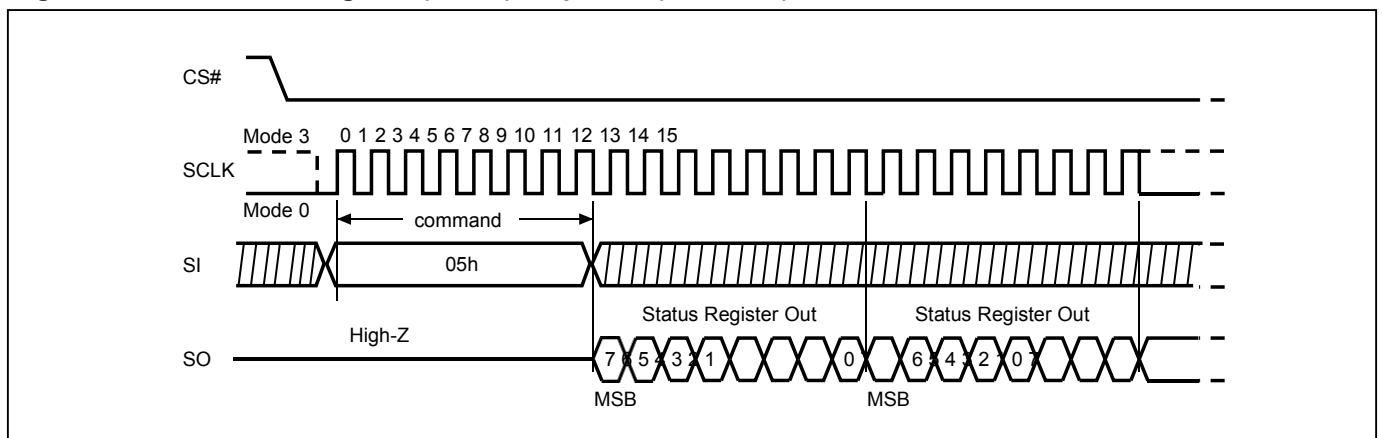 CS#
Mode 3 0 1 2 3 4 5 6 7 8 9 10 11 12 13 14 15
SCLK
Mode 0
command
SI 05h
Status Register Out Status Register Out
High-Z
SO 7 6 5 4 3 2 1 0 6 5 4 3 2 1 0 7
MSB MSB